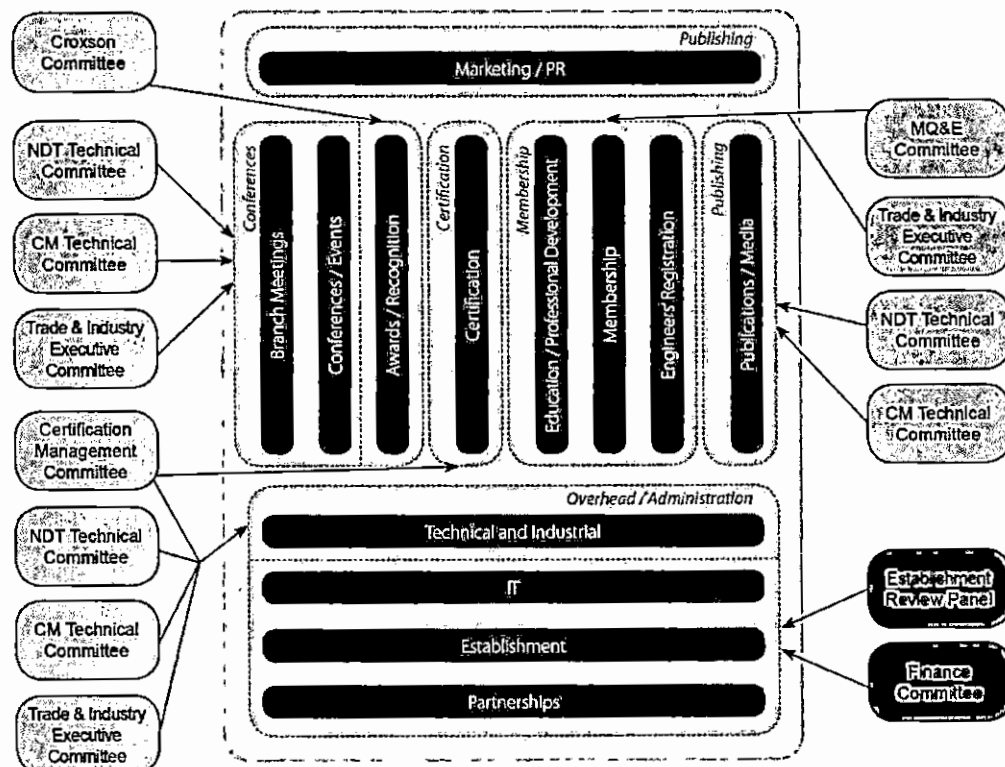 Croxson
Committee
NDT Technical
Committee
CM Technical
Committee
Trade & Industry
Executive
Committee
Certification
Management
Committee
NDT Technical
Committee
CM Technical
Committee
Trade & Industry
Executive
Committee
Publishing
Marketing / PR
Conferences
Branch Meetings
Conferences / Events
Awards / Recognition
Certification
Certification
Membership
Education / Professional Development
Membership
Engineers Registration
Publishing
Publications / Media
Overhead / Administration
Technical and Industrial
IT
Establishment
Partnerships
MQ&E
Committee
Trade & Industry
Executive
Committee
NDT Technical
Committee
CM Technical
Committee
Establishment
Review Panel
Finance
Committee